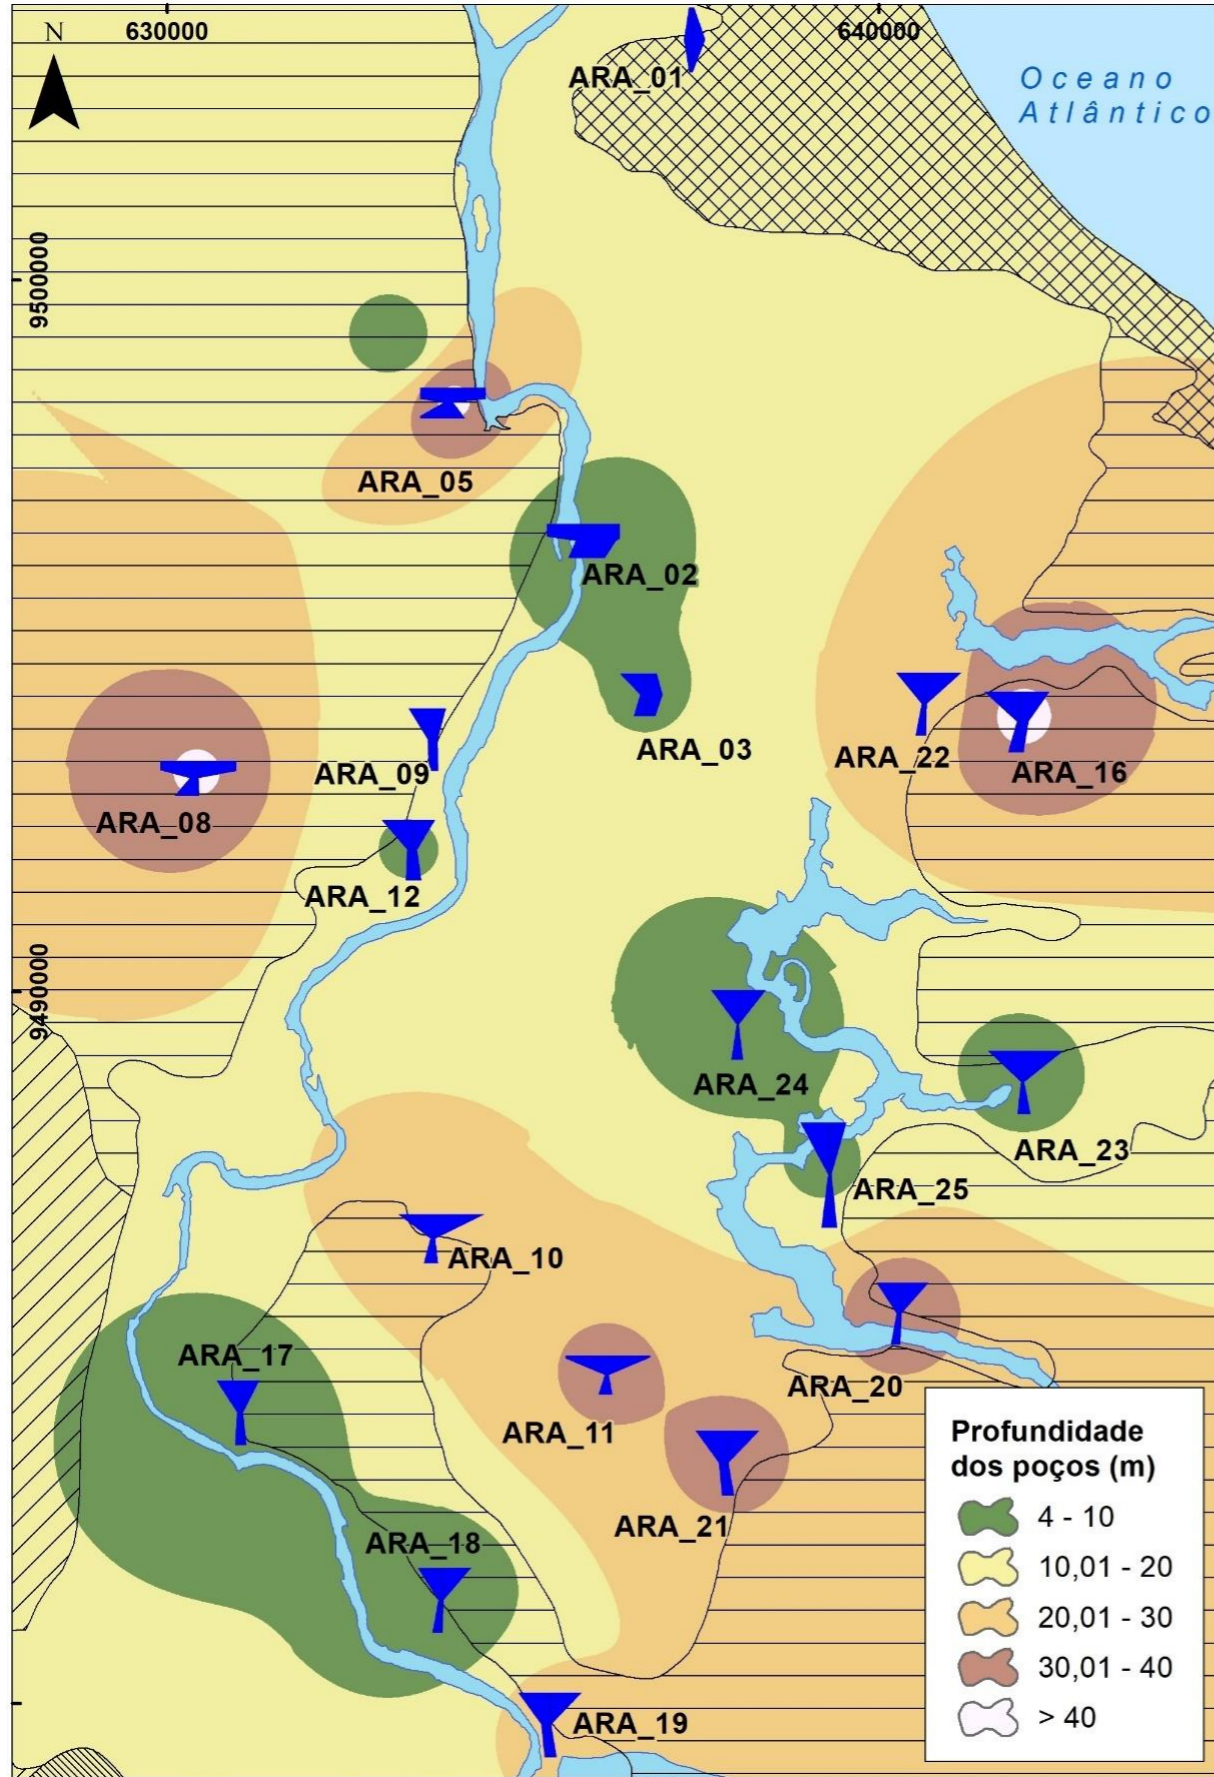 N
630000
640000
ARA_01
Oceano
Atlântico
9500000
ARA_05
ARA_02
ARA_03
ARA_22
ARA_16
ARA_09
ARA_08
ARA_12
9490000
ARA_24
ARA_23
ARA_25
ARA_10
ARA_17
ARA_20
ARA_11
ARA_21
ARA_18
ARA_19
Profundidade
dos poços (m)
4 - 10
10,01 - 20
20,01 - 30
30,01 - 40
> 40